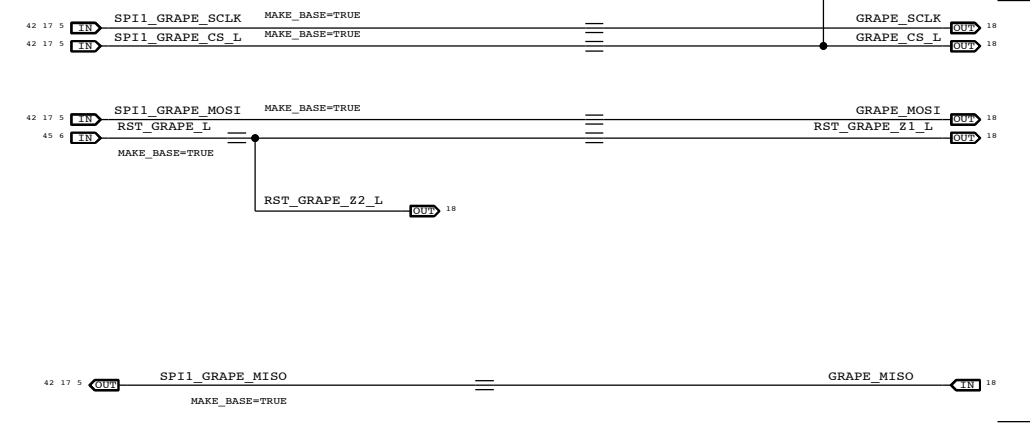 42 17 5 IN SPI1_GRAPE_SCLK MAKE_BASE=TRUE GRAPE_SCLK OUT 18
42 17 5 IN SPI1_GRAPE_CS_L MAKE_BASE=TRUE GRAPE_CS_L OUT 18
42 17 5 IN SPI1_GRAPE_MOSI MAKE_BASE=TRUE GRAPE_MOSI OUT 18
45 6 IN RST_GRAPE_L RST_GRAPE_Z1_L OUT 18
MAKE_BASE=TRUE
RST_GRAPE_Z2_L OUT 18
42 17 5 OUT SPI1_GRAPE_MISO GRAPE_MISO IN 18
MAKE_BASE=TRUE